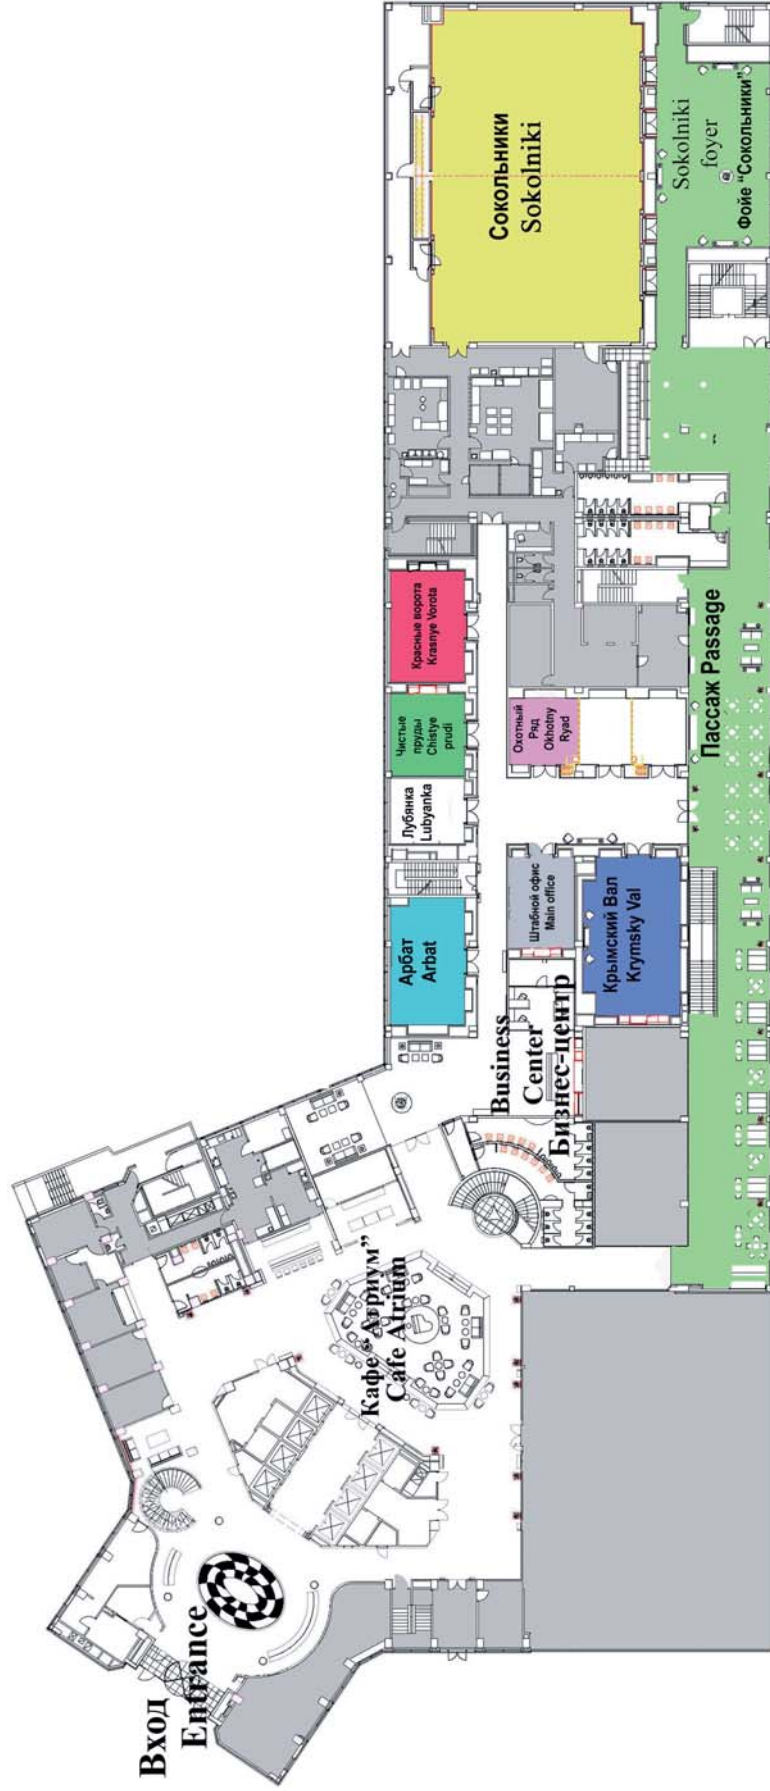 Сокольники
Sokolniki
Sokolniki
foyer
Фойе “Сокольники”
Красные ворота
Krasnye Vorota
Чистые
пруды
Chistye
prudi
Лубянка
Lubyanka
Охотный
Ряд
Okhotny
Ryad
Пассаж Passage
Арбат
Arbat
Штабной офис
Main office
Крымский Вал
Krymsky Val
Business
Center
Бизнес-центр
Кафе “Атриум”
Cafe Atrium
Вход
Entrance